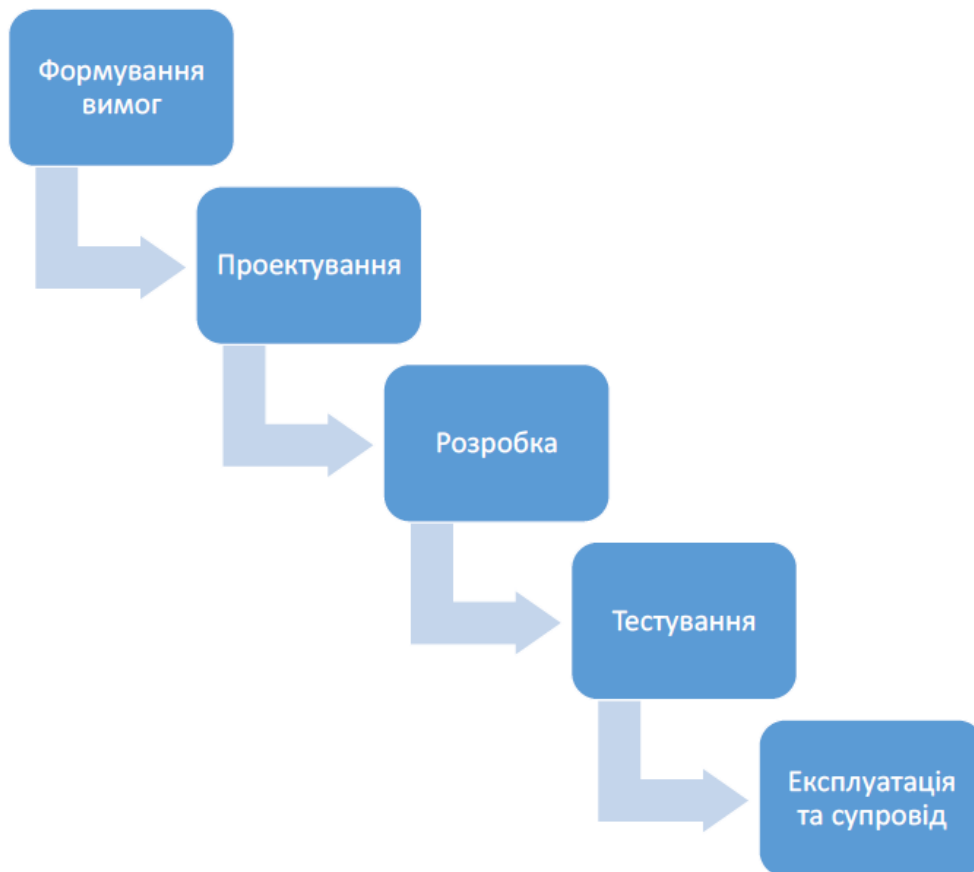 Формування
вимог
Проектування
Розробка
Тестування
Експлуатація
та супровід